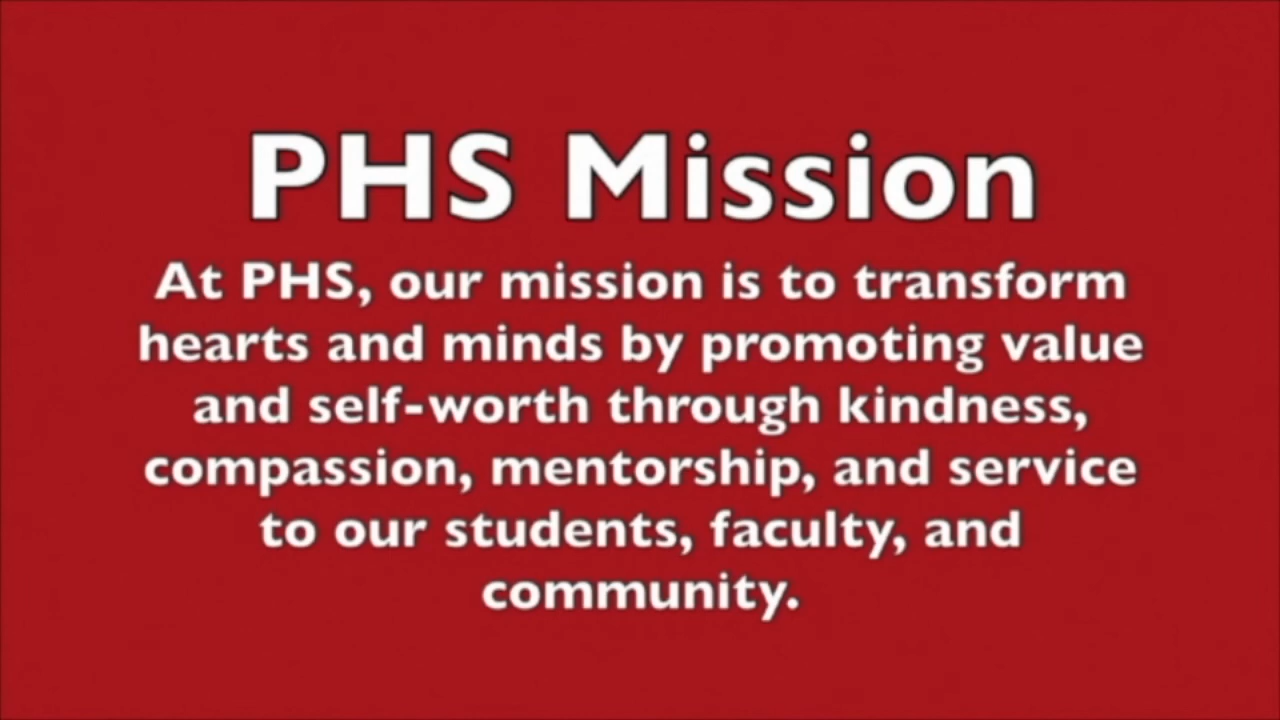 PHS Mission
At PHS, our mission is to transform
hearts and minds by promoting value
and self-worth through kindness,
compassion, mentorship, and service
to our students, faculty, and
community.